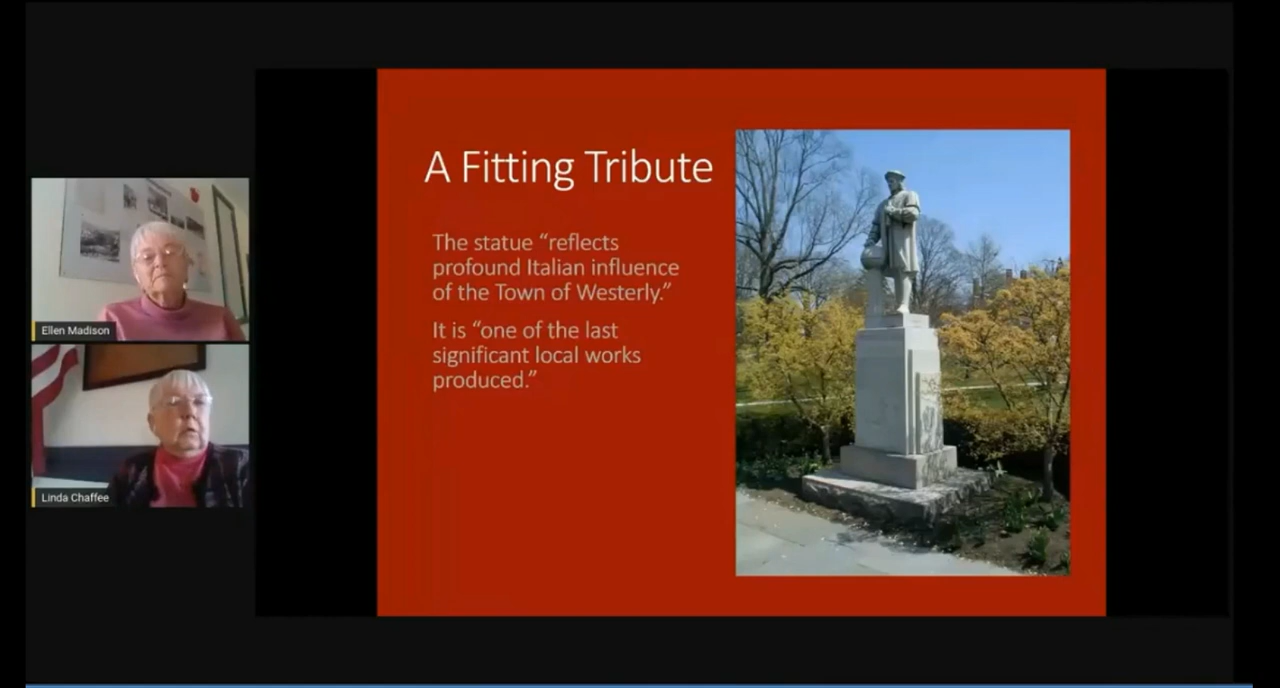 A Fitting Tribute
The statue “reflects
profound Italian influence
of the Town of Westerly.”
It is “one of the last
significant local works
produced.”
Ellen Madison
Linda Chaffee